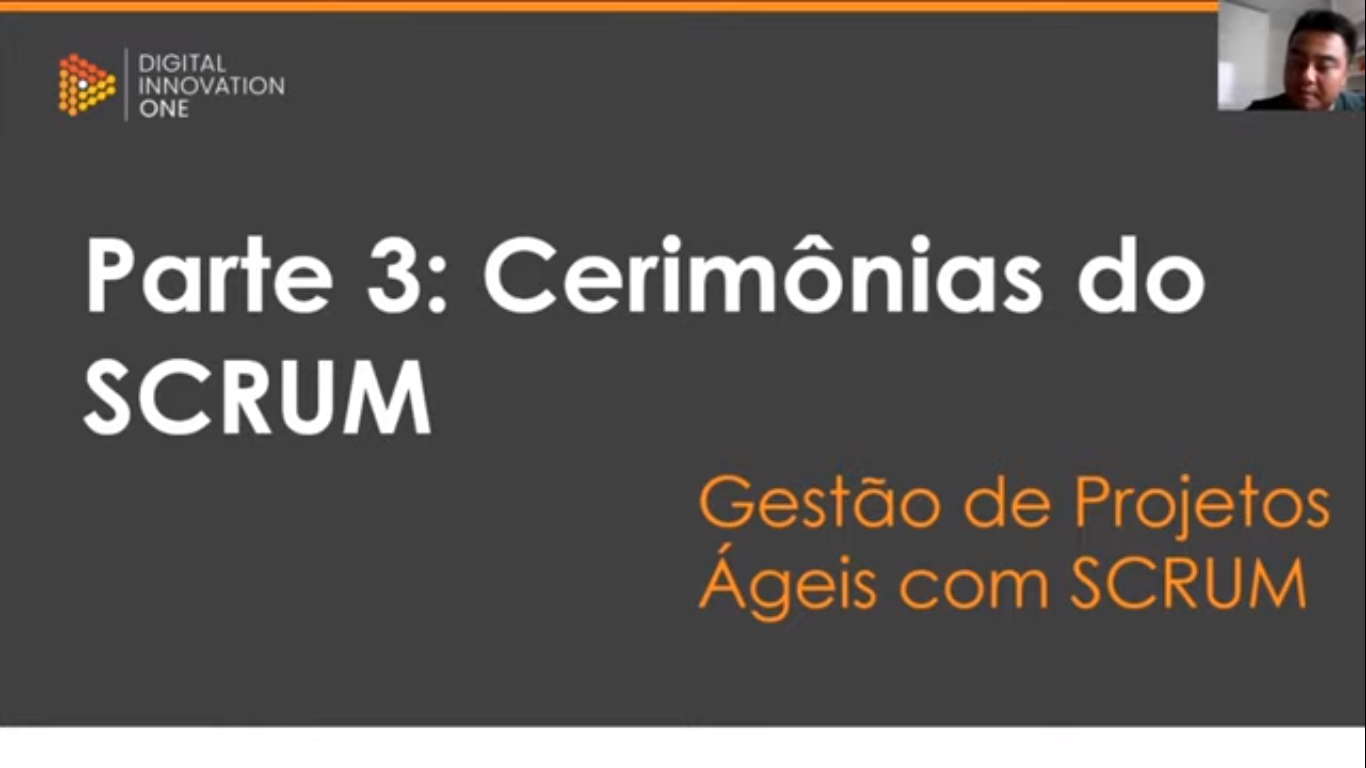 DIGITAL
INNOVATION
ONE
Parte 3: Cerimônias do
SCRUM
Gestão de Projetos
Ágeis com SCRUM